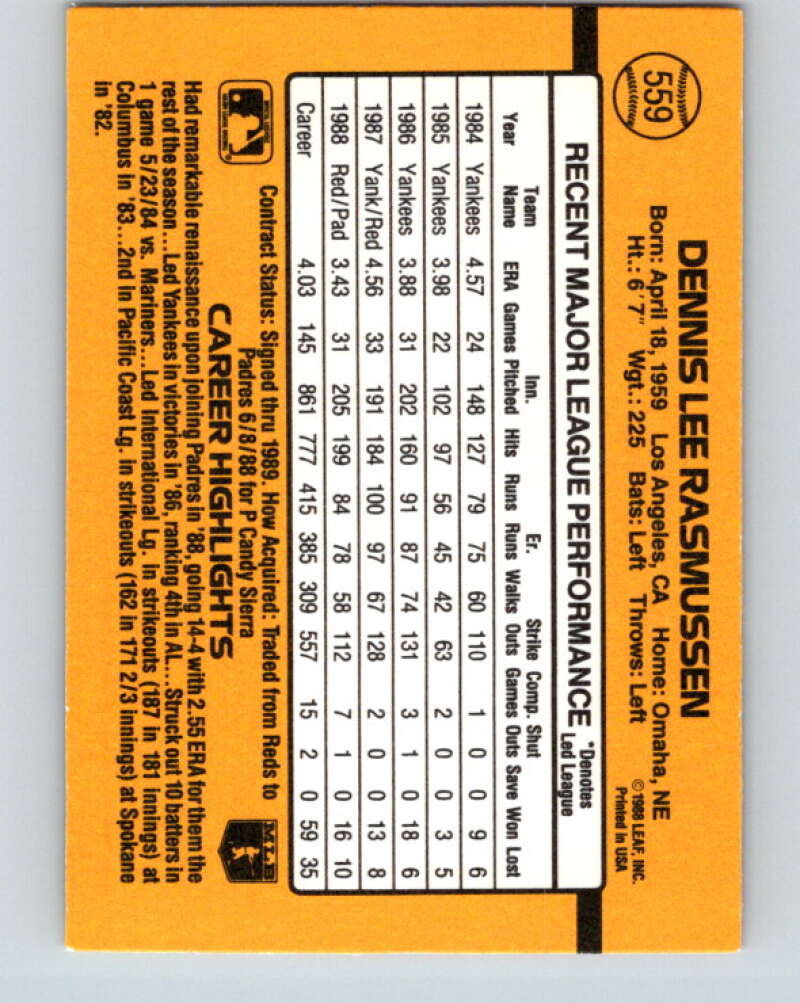 559
DENNIS LEE RASMUSSEN
Born: April 18, 1959 Los Angeles, CA Home: Omaha, NE
Ht.: 6'7" Wgt.: 225 Bats: Left Throws: Left
©1988 LEAF, INC.
Printed in USA
RECENT MAJOR LEAGUE PERFORMANCE
*Denotes
Led League
Team Inn. Er. Strike Comp. Shut
Year Name ERA Games Pitched Hits Runs Runs Walks Outs Games Outs Save Won Lost
1984 Yankees 4.57 24 148 127 79 75 60 110 1 0 0 9 6
1985 Yankees 3.98 22 102 97 56 45 42 63 2 0 0 3 5
1986 Yankees 3.88 31 202 160 91 87 74 131 3 1 0 18 6
1987 Yank/Red 4.56 33 191 184 100 97 67 128 2 0 0 13 8
1988 Red/Pad 3.43 31 205 199 84 78 58 112 7 1 0 16 10
Career 4.03 145 861 777 415 385 309 557 15 2 0 59 35
Contract Status: Signed thru 1989. How Acquired: Traded from Reds to
Padres 6/8/88 for P Candy Sierra
MLB
CAREER HIGHLIGHTS
Had remarkable renaissance upon joining Padres in '88, going 14-4 with 2.55 ERA for them the
rest of the season...Led Yankees in victories in '86, ranking 4th in AL...Struck out 10 batters in
1 game 5/23/84 vs. Mariners...Led International Lg. in strikeouts (187 in 181 innings) at
Columbus in '83...2nd in Pacific Coast Lg. in strikeouts (162 in 171 2/3 innings) at Spokane
in '82.